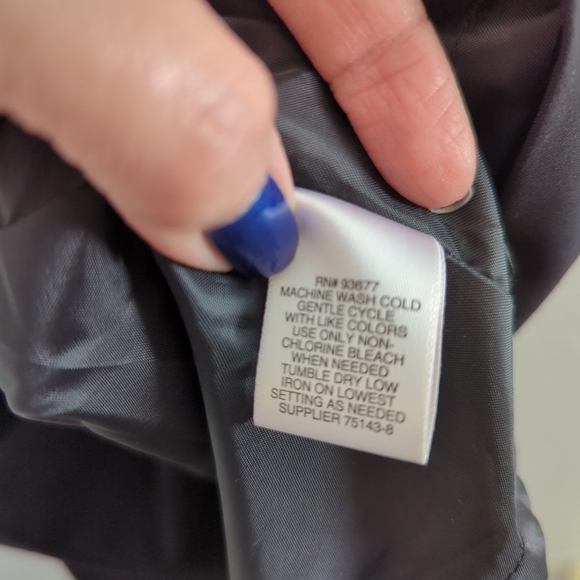 RN# 93677
MACHINE WASH COLD
GENTLE CYCLE
WITH LIKE COLORS
USE ONLY NON-
CHLORINE BLEACH
WHEN NEEDED
TUMBLE DRY LOW
IRON ON LOWEST
SETTING AS NEEDED
SUPPLIER 75143-8